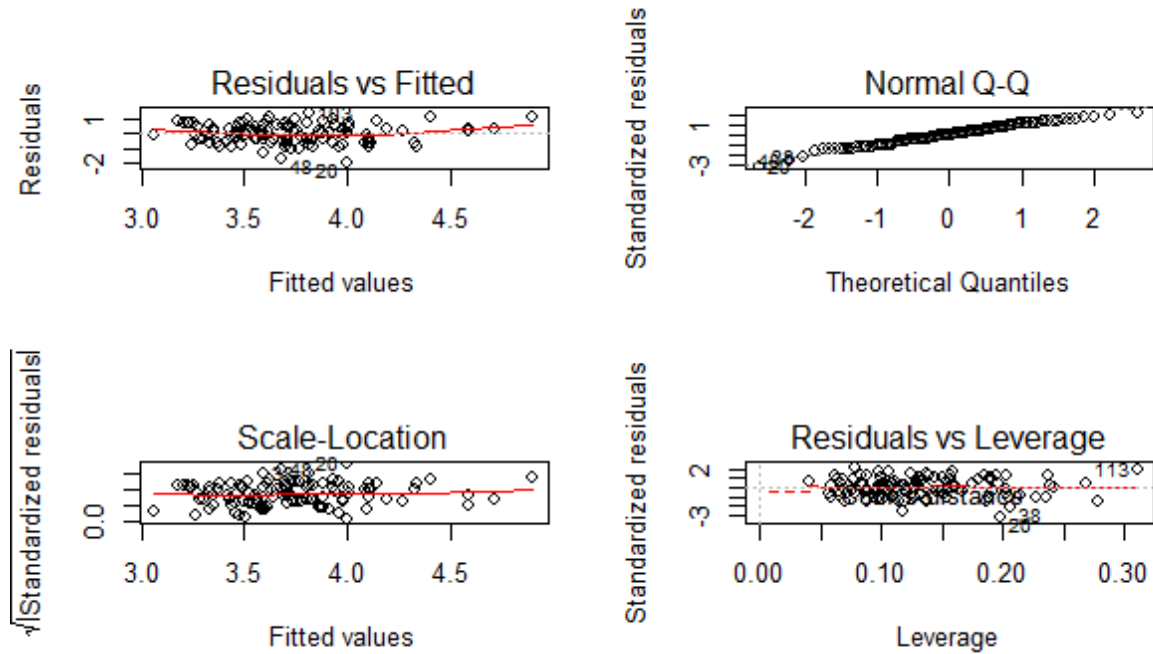 Residuals vs Fitted
Residuals
1
-2
48
20
3.0 3.5 4.0 4.5
Fitted values
Normal Q-Q
Standardized residuals
1
-3
38
20
-2 -1 0 1 2
Theoretical Quantiles
Scale-Location
√|Standardized residuals|
0.0
48
20
3.0 3.5 4.0 4.5
Fitted values
Residuals vs Leverage
Standardized residuals
2
-3
113
38
20
0.00 0.10 0.20 0.30
Leverage